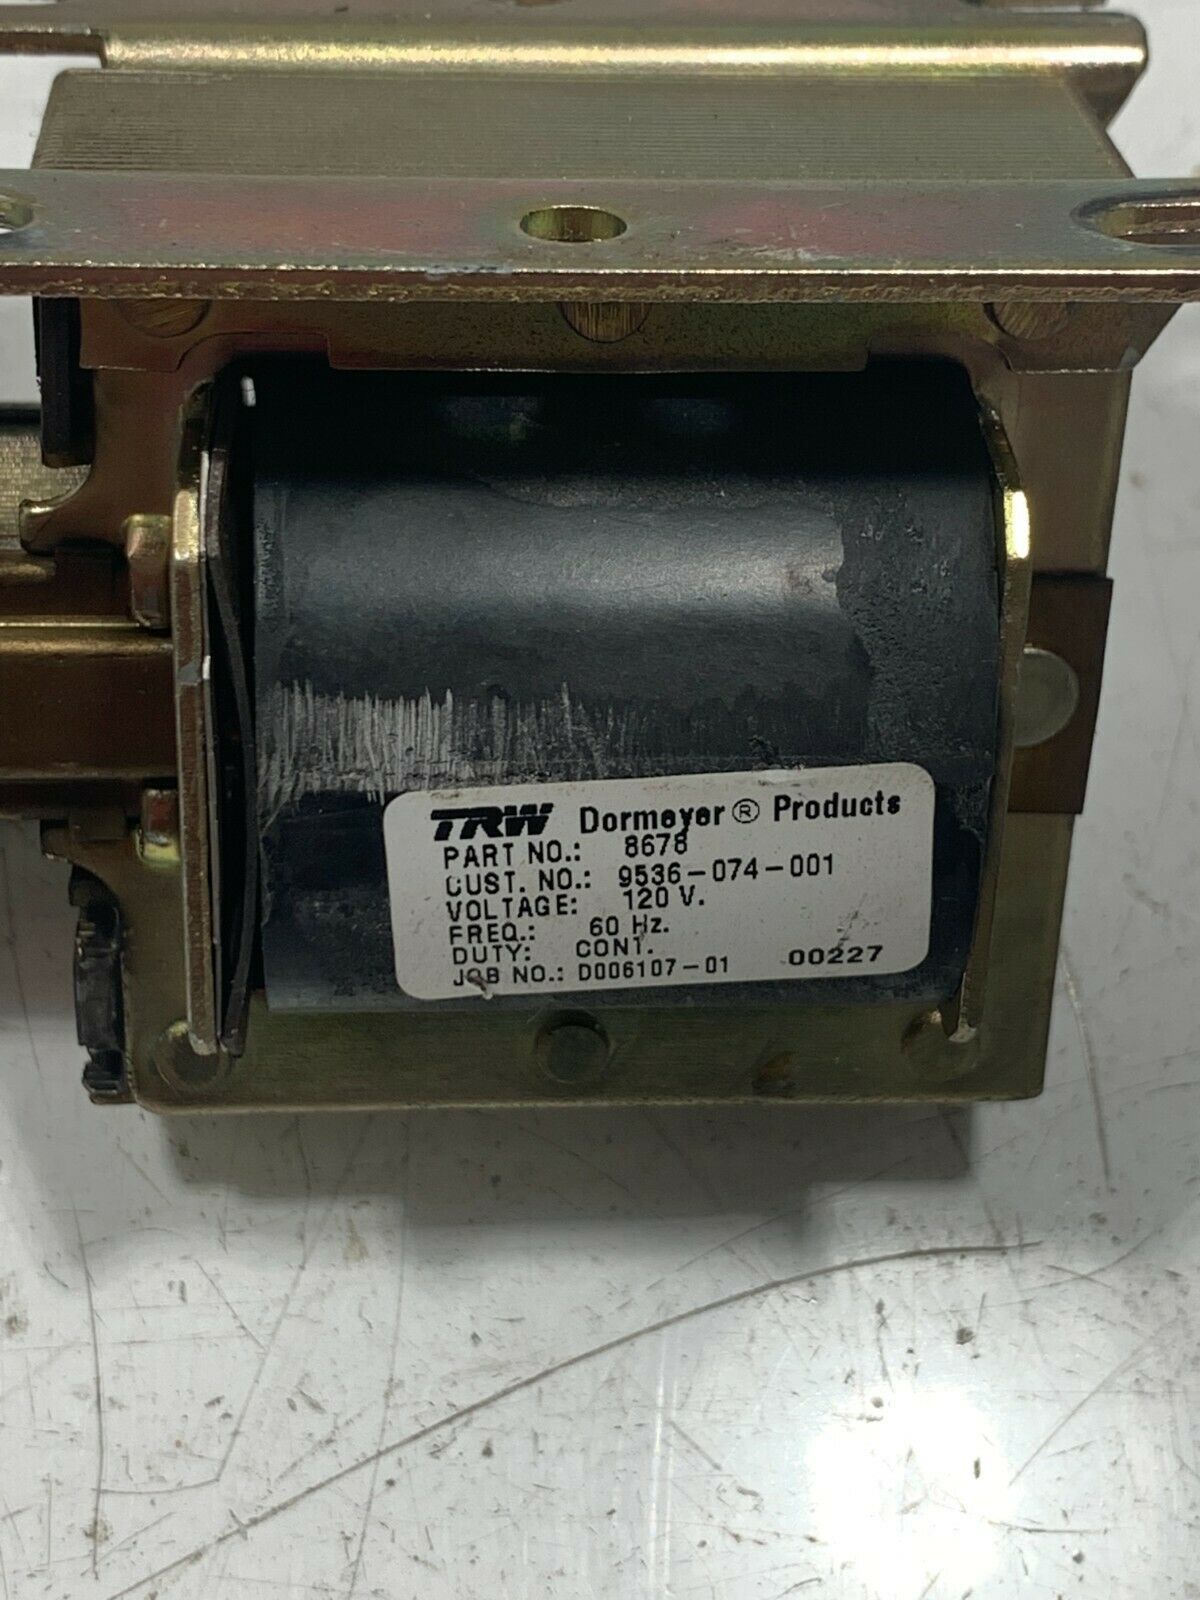 TRW Dormeyer® Products
PART NO.: 8678
CUST. NO.: 9536-074-001
VOLTAGE: 120 V.
FREQ.: 60 Hz.
DUTY: CONT.
JOB NO.: D006107-01 00227